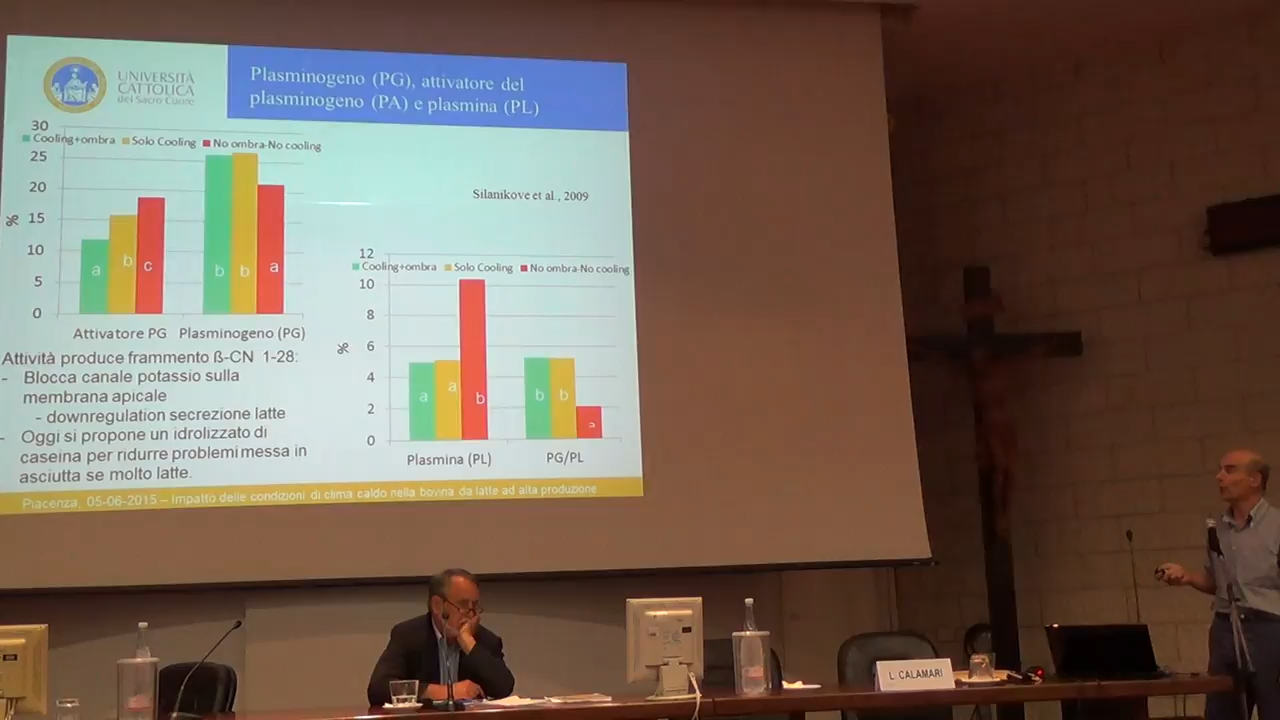 UNIVERSITÀ
CATTOLICA
del Sacro Cuore
Plasminogeno (PG), attivatore del
plasminogeno (PA) e plasmina (PL)
30
Cooling+ombra Solo Cooling No ombra-No cooling
25
20
15
10
5
0
%
a b c b b a
Attivatore PG Plasminogeno (PG)
Silanikove et al., 2009
12
Cooling+ombra Solo Cooling No ombra-No cooling
10
8
6
4
2
0
%
a a b b b a
Plasmina (PL) PG/PL
Attività produce frammento ß-CN 1-28:
- Blocca canale potassio sulla
membrana apicale
- downregulation secrezione latte
- Oggi si propone un idrolizzato di
caseina per ridurre problemi messa in
asciutta se molto latte.
Piacenza, 05-06-2015 – Impatto delle condizioni di clima caldo nella bovina da latte ad alta produzione
L. CALAMARI